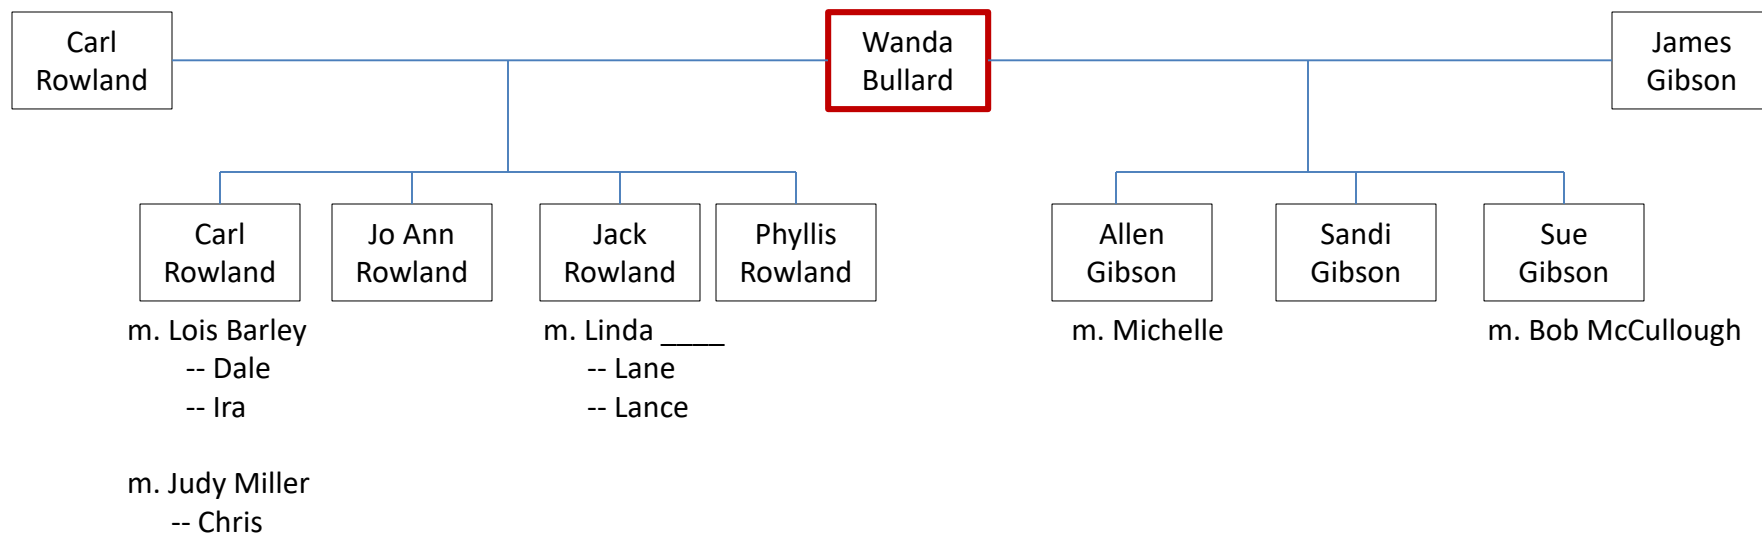 Carl
Rowland
Wanda
Bullard
James
Gibson
Carl
Rowland
Jo Ann
Rowland
Jack
Rowland
Phyllis
Rowland
Allen
Gibson
Sandi
Gibson
Sue
Gibson
m. Lois Barley
-- Dale
-- Ira
m. Judy Miller
-- Chris
m. Linda ____
-- Lane
-- Lance
m. Michelle
m. Bob McCullough